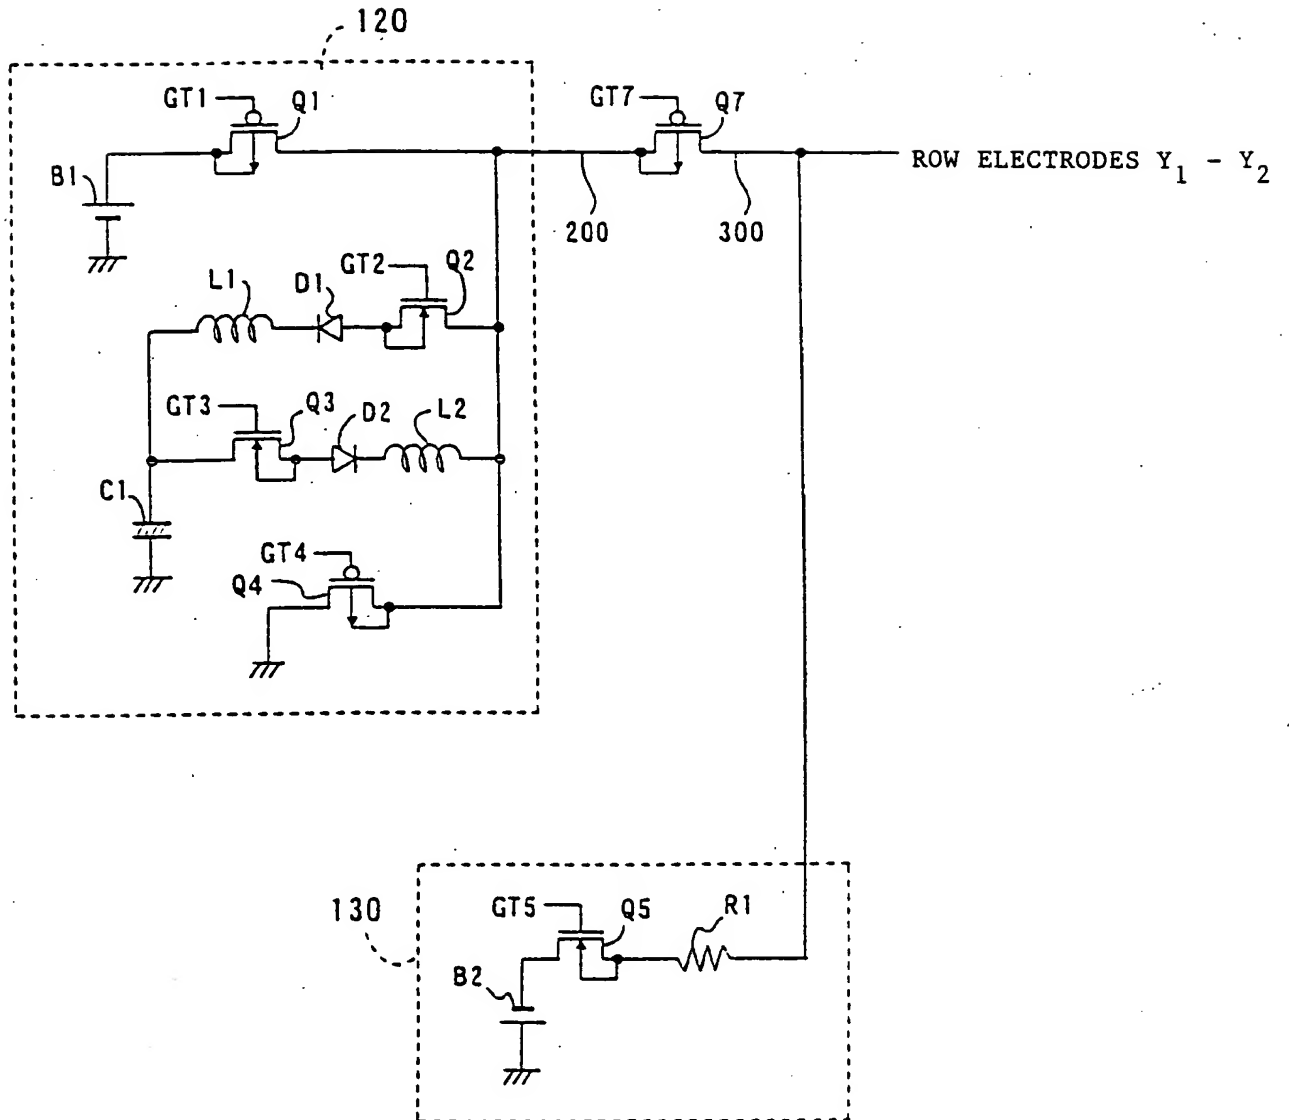 120
GT1
Q1
GT7
Q7
B1
200
300
ROW ELECTRODES Y1 - Y2
GT2
Q2
L1
D1
GT3
Q3
D2
L2
C1
GT4
Q4
130
GT5
Q5
R1
B2